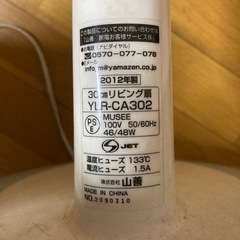 この製品についてのお問い合わせは
(株)山善 家電お客様サービス係
0570-077-078
(ナビダイヤル)
info_m@yamazen.co.jp
2012年製
30cmリビング扇
YLR-CA302
PSE
MUSEE
100V 50/60Hz
46/48W
S JET
温度ヒューズ 133℃
電流ヒューズ 1.5A
株式会社 山善
MADE IN CHINA